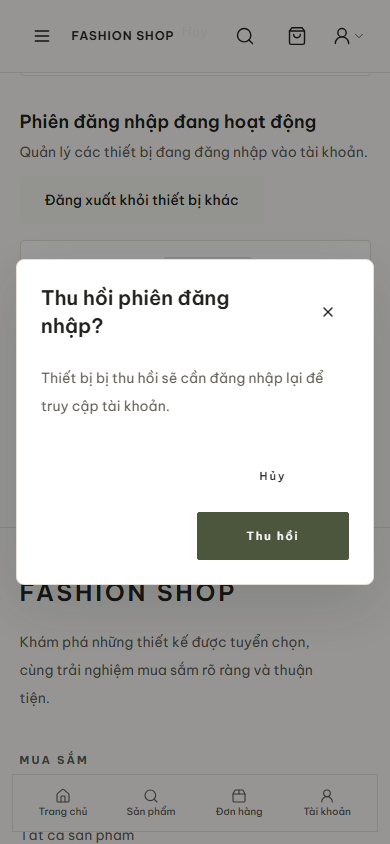 FASHION SHOP
Hủy
Phiên đăng nhập đang hoạt động
Quản lý các thiết bị đang đăng nhập vào tài khoản.
Đăng xuất khỏi thiết bị khác
Thu hồi phiên đăng
nhập?
Thiết bị bị thu hồi sẽ cần đăng nhập lại để
truy cập tài khoản.
Hủy
Thu hồi
FASHION SHOP
Khám phá những thiết kế được tuyển chọn,
cùng trải nghiệm mua sắm rõ ràng và thuận
tiện.
MUA SẮM
Trang chủ
Sản phẩm
Đơn hàng
Tài khoản
Tất cả sản phẩm